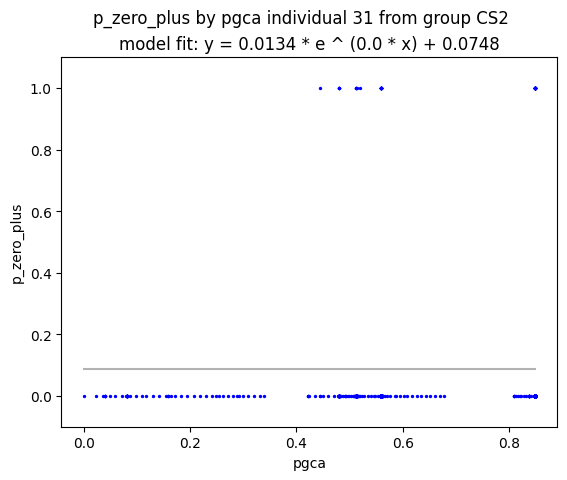 p_zero_plus by pgca individual 31 from group CS2
model fit: y = 0.0134 * e ^ (0.0 * x) + 0.0748
1.0
0.8
0.6
0.4
0.2
0.0
p_zero_plus
0.0 0.2 0.4 0.6 0.8
pgca